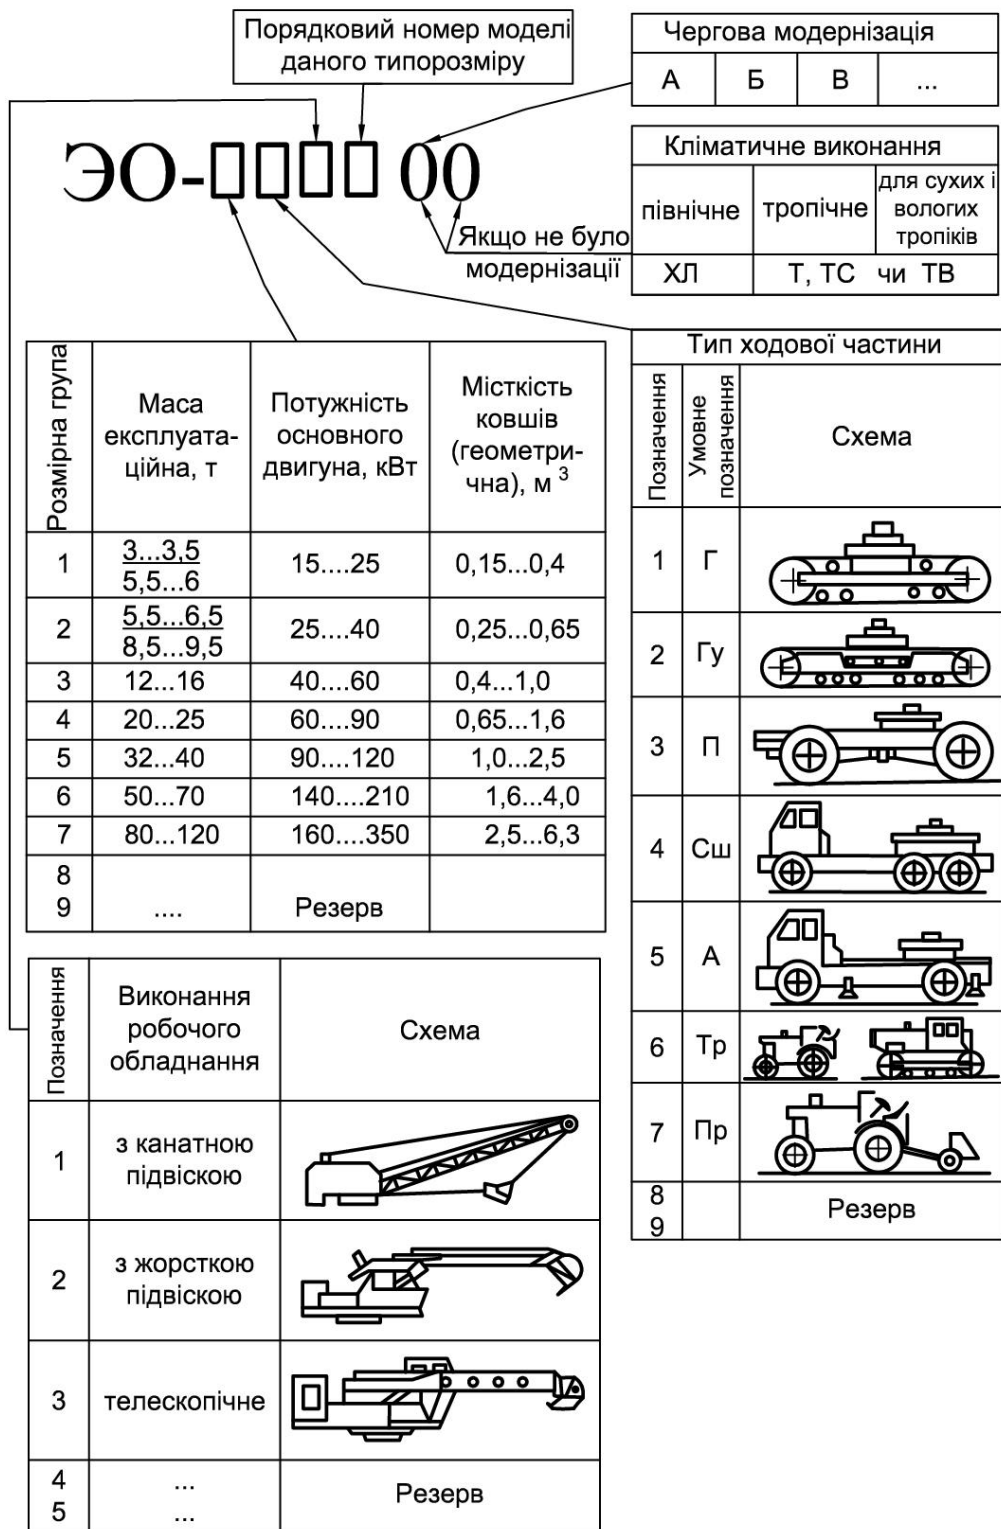 Порядковий номер моделі
даного типорозміру
Чергова модернізація
А Б В ...
ЭО- 00
Якщо не було
модернізації
Кліматичне виконання
північне тропічне для сухих і
вологих
тропіків
ХЛ Т, ТС чи ТВ
Розмірна група
Маса
експлуата-
ційна, т
Потужність
основного
двигуна, кВт
Місткість
ковшів
(геометри-
чна), м 3
1 3...3,5
5,5...6 15....25 0,15...0,4
2 5,5...6,5
8,5...9,5 25....40 0,25...0,65
3 12...16 40....60 0,4...1,0
4 20...25 60....90 0,65...1,6
5 32...40 90....120 1,0...2,5
6 50...70 140....210 1,6...4,0
7 80...120 160....350 2,5...6,3
8
9 .... Резерв
Тип ходової частини
Позначення
Умовне
позначення
Схема
1 Г
2 Гу
3 П
4 Сш
5 А
6 Тр
7 Пр
8
9 Резерв
Позначення
Виконання
робочого
обладнання
Схема
1 з канатною
підвіскою
2 з жорсткою
підвіскою
3 телескопічне
4 ...
5 ...
Резерв